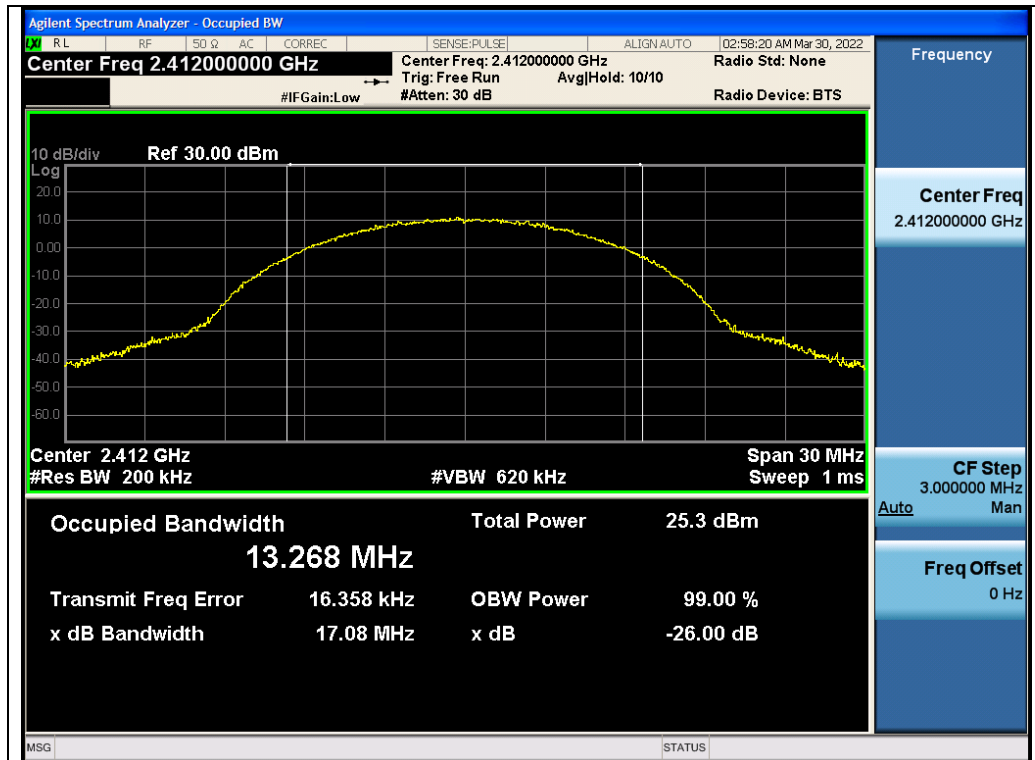 Agilent Spectrum Analyzer - Occupied BW
LXI RL RF 50 Ω AC CORREC SENSE:PULSE ALIGN AUTO 02:58:20 AM Mar 30, 2022
Center Freq 2.412000000 GHz
Center Freq: 2.412000000 GHz
Radio Std: None
Trig: Free Run Avg|Hold: 10/10
#IFGain:Low
#Atten: 30 dB
Radio Device: BTS
10 dB/div Ref 30.00 dBm
Log
20.0
10.0
0.00
-10.0
-20.0
-30.0
-40.0
-50.0
-60.0
Center 2.412 GHz Span 30 MHz
#Res BW 200 kHz #VBW 620 kHz Sweep 1 ms
Occupied Bandwidth Total Power 25.3 dBm
13.268 MHz
Transmit Freq Error 16.358 kHz OBW Power 99.00 %
x dB Bandwidth 17.08 MHz x dB -26.00 dB
Frequency
Center Freq
2.412000000 GHz
CF Step
3.000000 MHz
Auto Man
Freq Offset
0 Hz
MSG STATUS